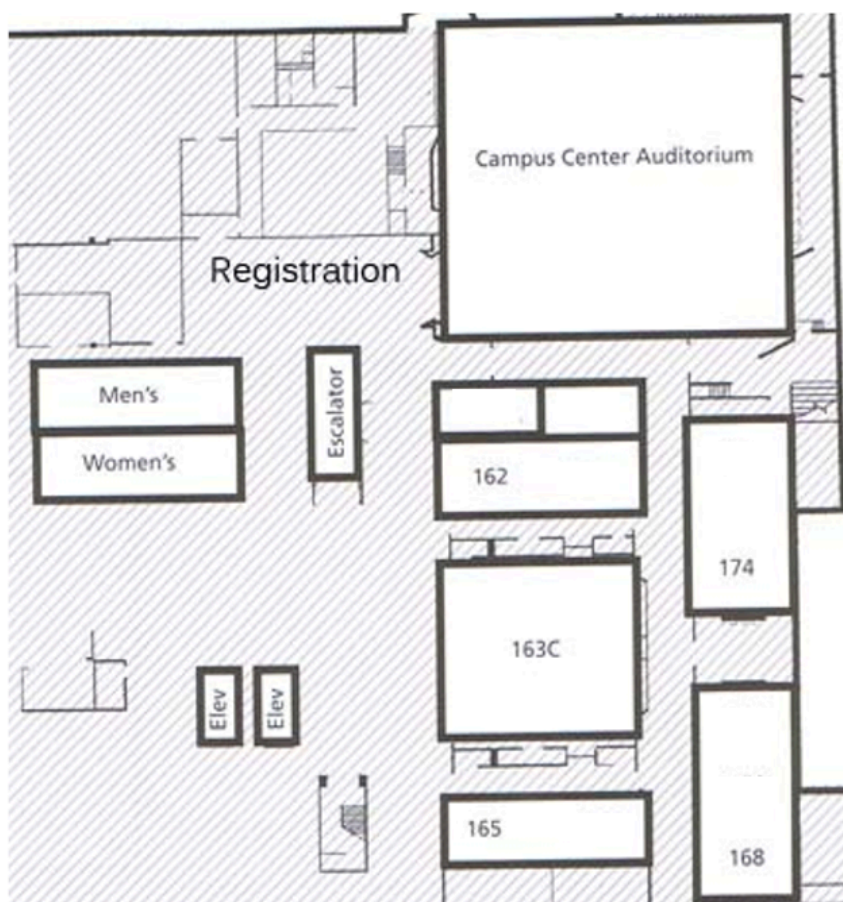 Campus Center Auditorium
Registration
Men's
Women's
Escalator
162
174
163C
Elev
Elev
165
168